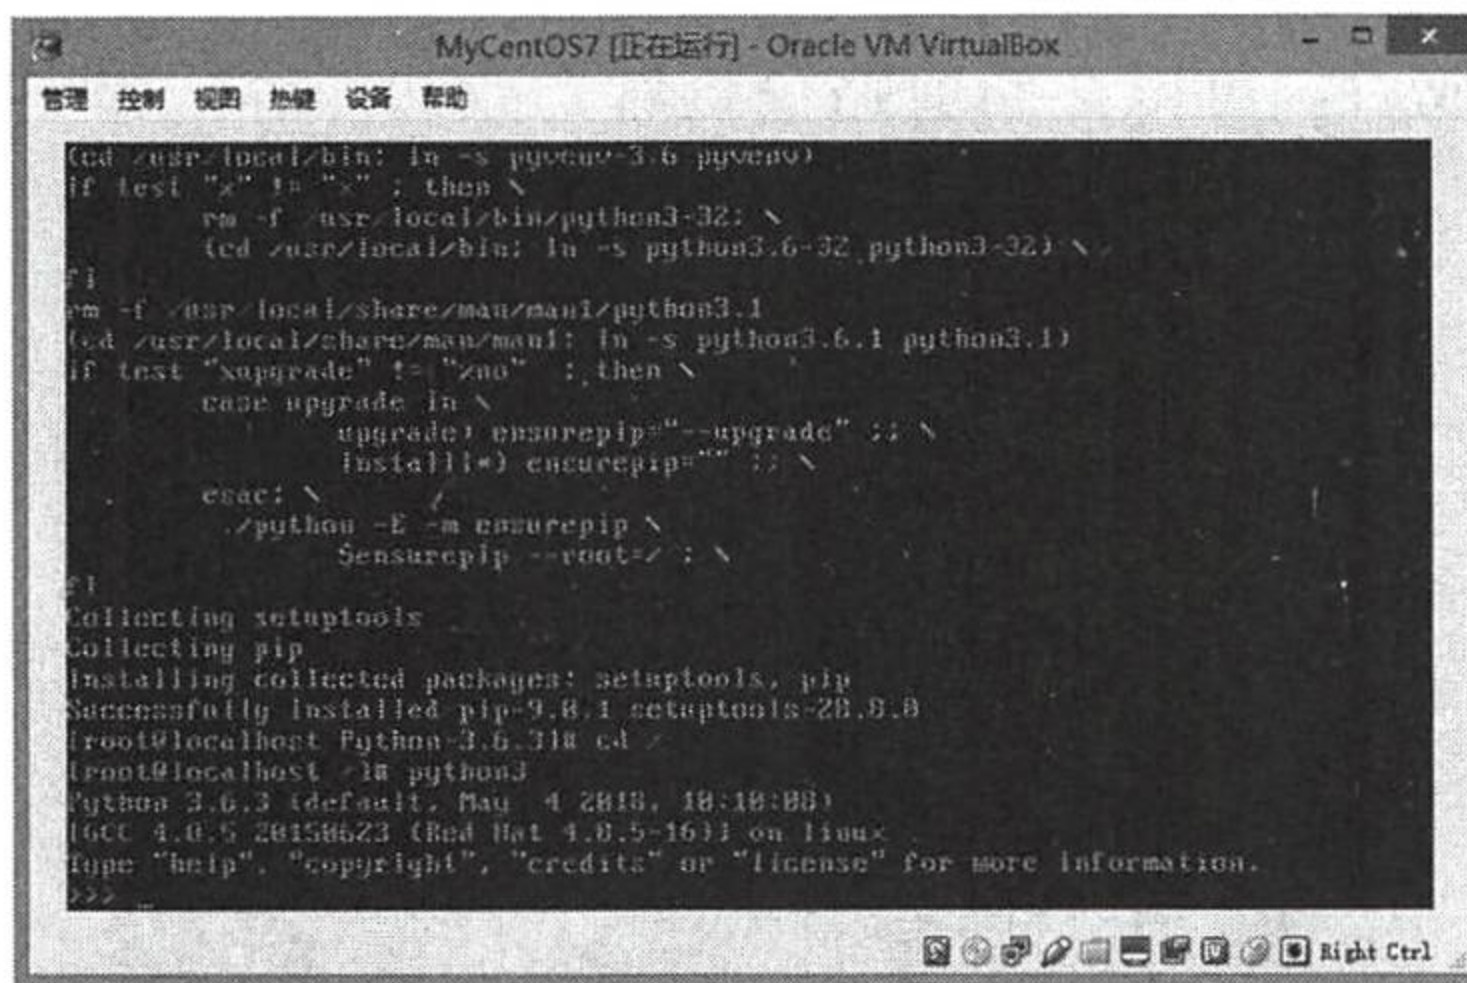 MyCentOS7 [正在运行] - Oracle VM VirtualBox
管理 控制 视图 热键 设备 帮助
(cd /usr/local/bin; ln -s pyvenv-3.6 pyvenv)
if test "x" != "x" ; then \
rm -f /usr/local/bin/python3-32; \
(cd /usr/local/bin; ln -s python3.6-32 python3-32) \
fi
rm -f /usr/local/share/man/man1/python3.1
(cd /usr/local/share/man/man1; ln -s python3.6.1 python3.1)
if test "xupgrade" != "xno" ; then \
case upgrade in \
upgrade) ensurepip="--upgrade" ;; \
install|*) ensurepip="" ;; \
esac; \
./python -E -m ensurepip \
$ensurepip --root=/ ; \
fi
Collecting setuptools
Collecting pip
Installing collected packages: setuptools, pip
Successfully installed pip-9.0.1 setuptools-28.8.0
[root@localhost Python-3.6.3]# cd /
[root@localhost /]# python3
Python 3.6.3 (default, May 4 2018, 10:10:08)
[GCC 4.8.5 20150623 (Red Hat 4.8.5-16)] on linux
Type "help", "copyright", "credits" or "license" for more information.
>>> _
Right Ctrl